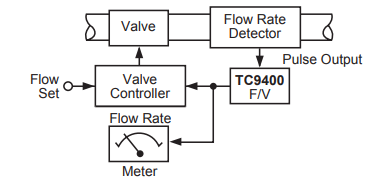 Valve
Flow Rate
Detector
Pulse Output
Flow
Set
Valve
Controller
TC9400
F/V
Flow Rate
Meter